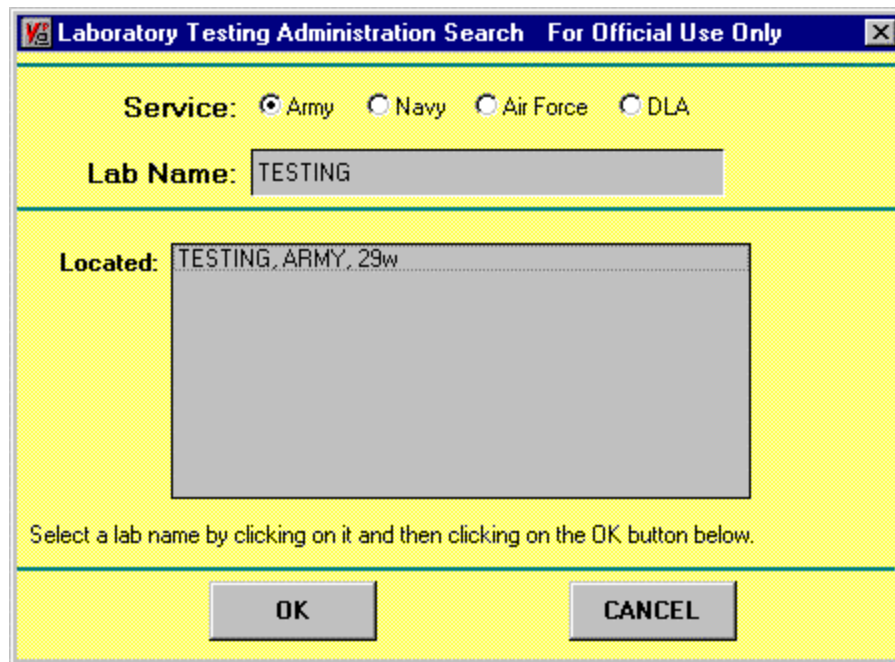 Laboratory Testing Administration Search For Official Use Only
Service: Army Navy Air Force DLA
Lab Name: TESTING
Located: TESTING, ARMY, 29w
Select a lab name by clicking on it and then clicking on the OK button below.
OK CANCEL